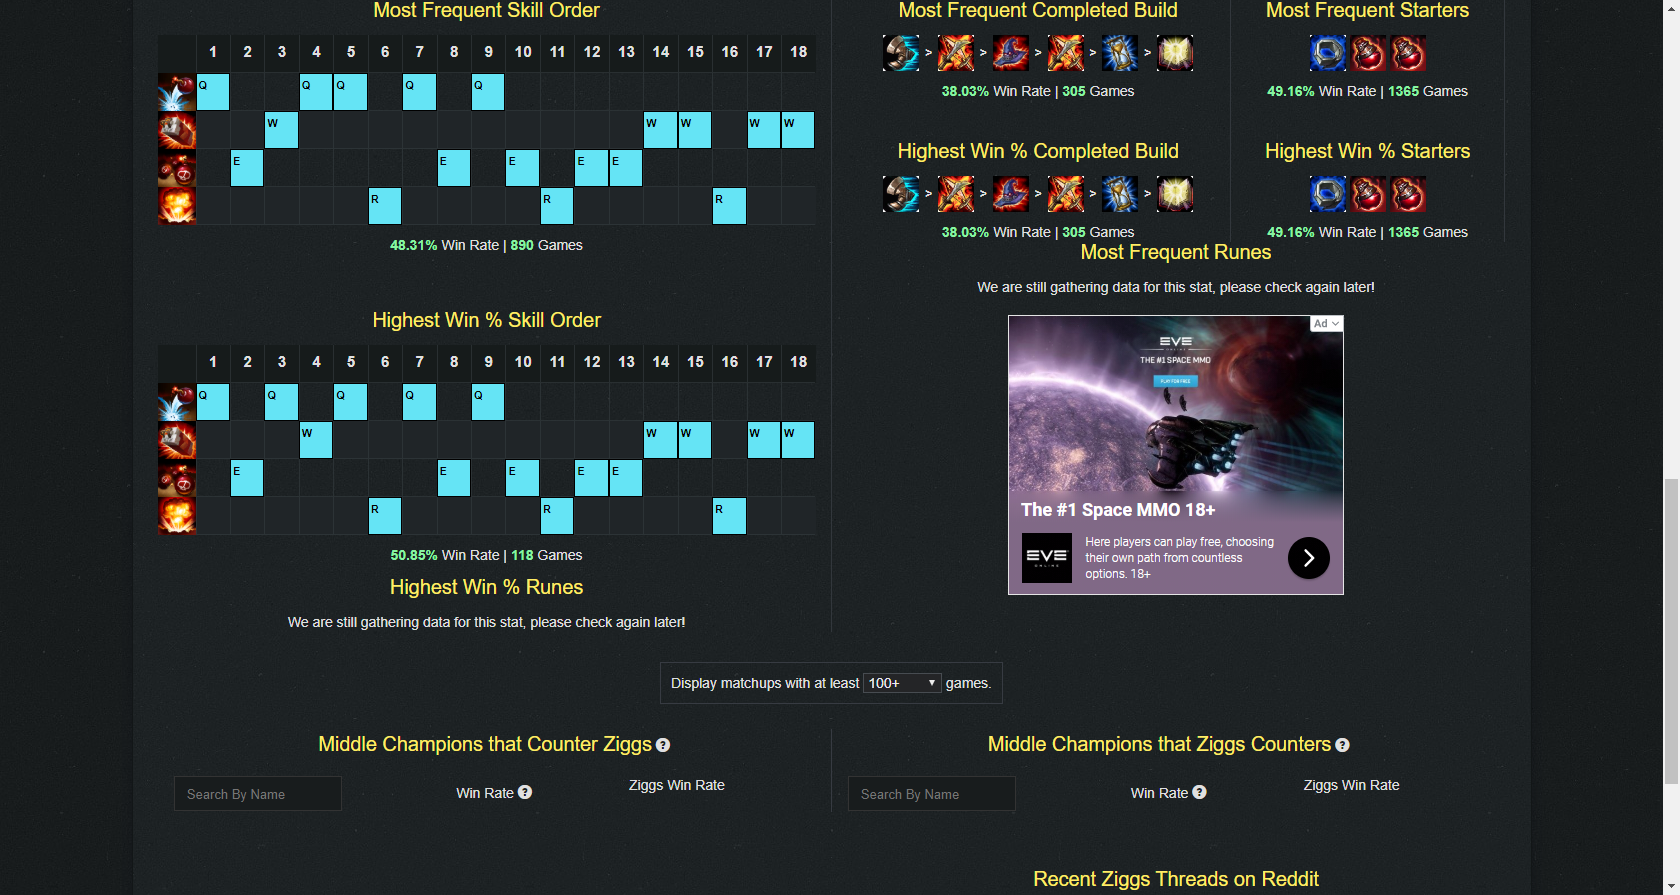 Most Frequent Skill Order
1 2 3 4 5 6 7 8 9 10 11 12 13 14 15 16 17 18
Q Q Q Q Q
W W W W W
E E E E E
R R R
48.31% Win Rate | 890 Games
Highest Win % Skill Order
1 2 3 4 5 6 7 8 9 10 11 12 13 14 15 16 17 18
Q Q Q Q Q
W W W W W
E E E E E
R R R
50.85% Win Rate | 118 Games
Highest Win % Runes
We are still gathering data for this stat, please check again later!
Most Frequent Completed Build
> > > > >
38.03% Win Rate | 305 Games
Highest Win % Completed Build
> > > > >
38.03% Win Rate | 305 Games
Most Frequent Starters
49.16% Win Rate | 1365 Games
Highest Win % Starters
49.16% Win Rate | 1365 Games
Most Frequent Runes
We are still gathering data for this stat, please check again later!
Ad
EVE
ONLINE
THE #1 SPACE MMO
PLAY FOR FREE
The #1 Space MMO 18+
EVE
ONLINE
Here players can play free, choosing
their own path from countless
options. 18+
Display matchups with at least 100+ games.
Middle Champions that Counter Ziggs ?
Search By Name
Win Rate ?
Ziggs Win Rate
Middle Champions that Ziggs Counters ?
Search By Name
Win Rate ?
Ziggs Win Rate
Recent Ziggs Threads on Reddit